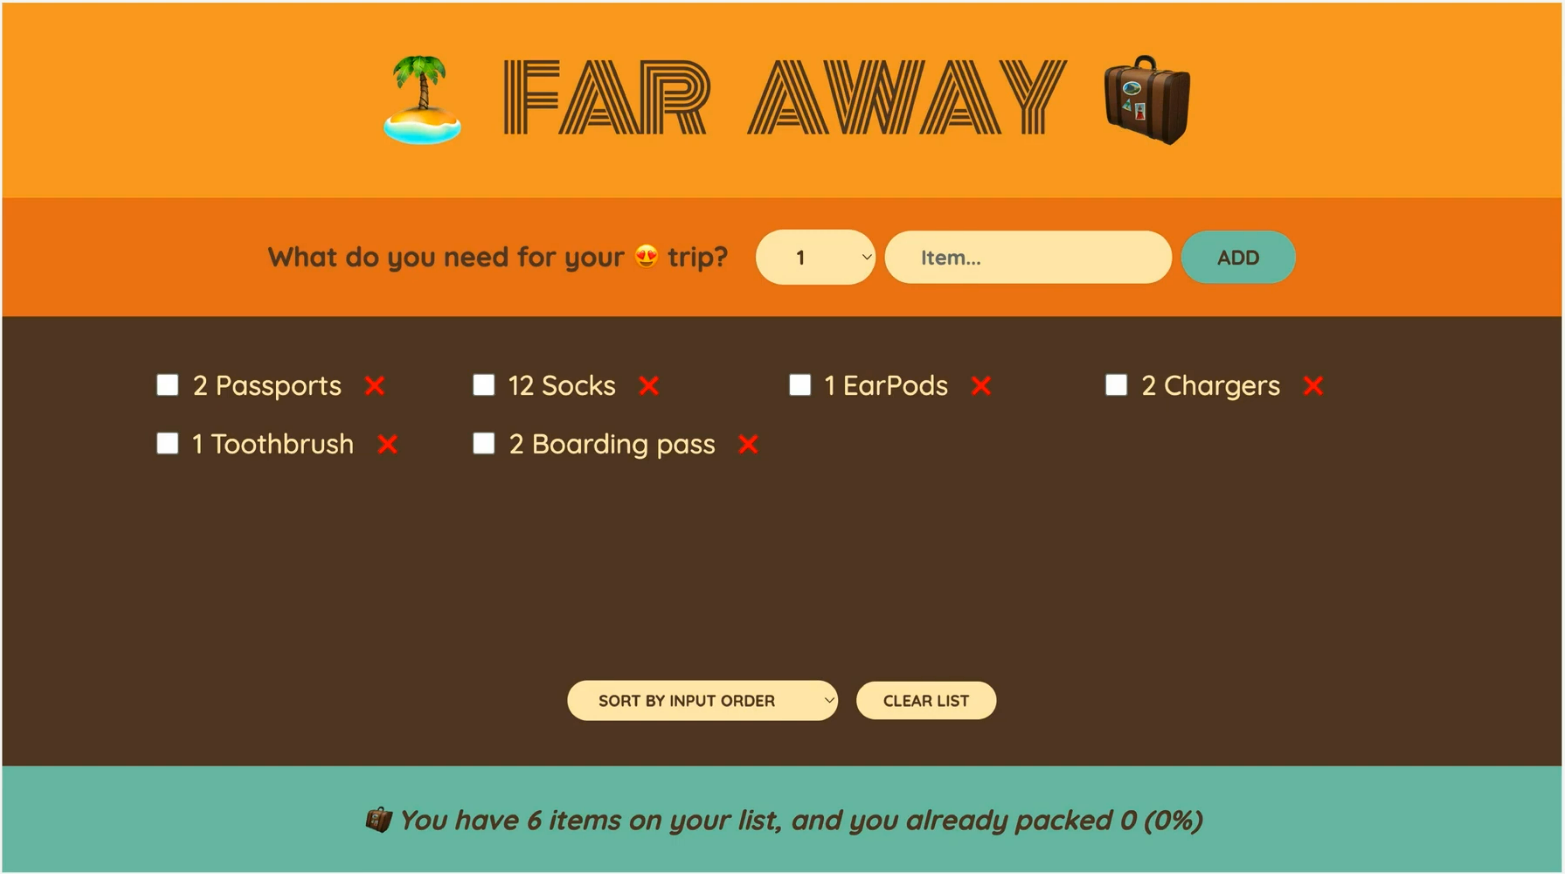 FAR AWAY
What do you need for your 😍 trip? 1 Item... ADD
2 Passports ❌ 12 Socks ❌ 1 EarPods ❌ 2 Chargers ❌
1 Toothbrush ❌ 2 Boarding pass ❌
SORT BY INPUT ORDER CLEAR LIST
You have 6 items on your list, and you already packed 0 (0%)